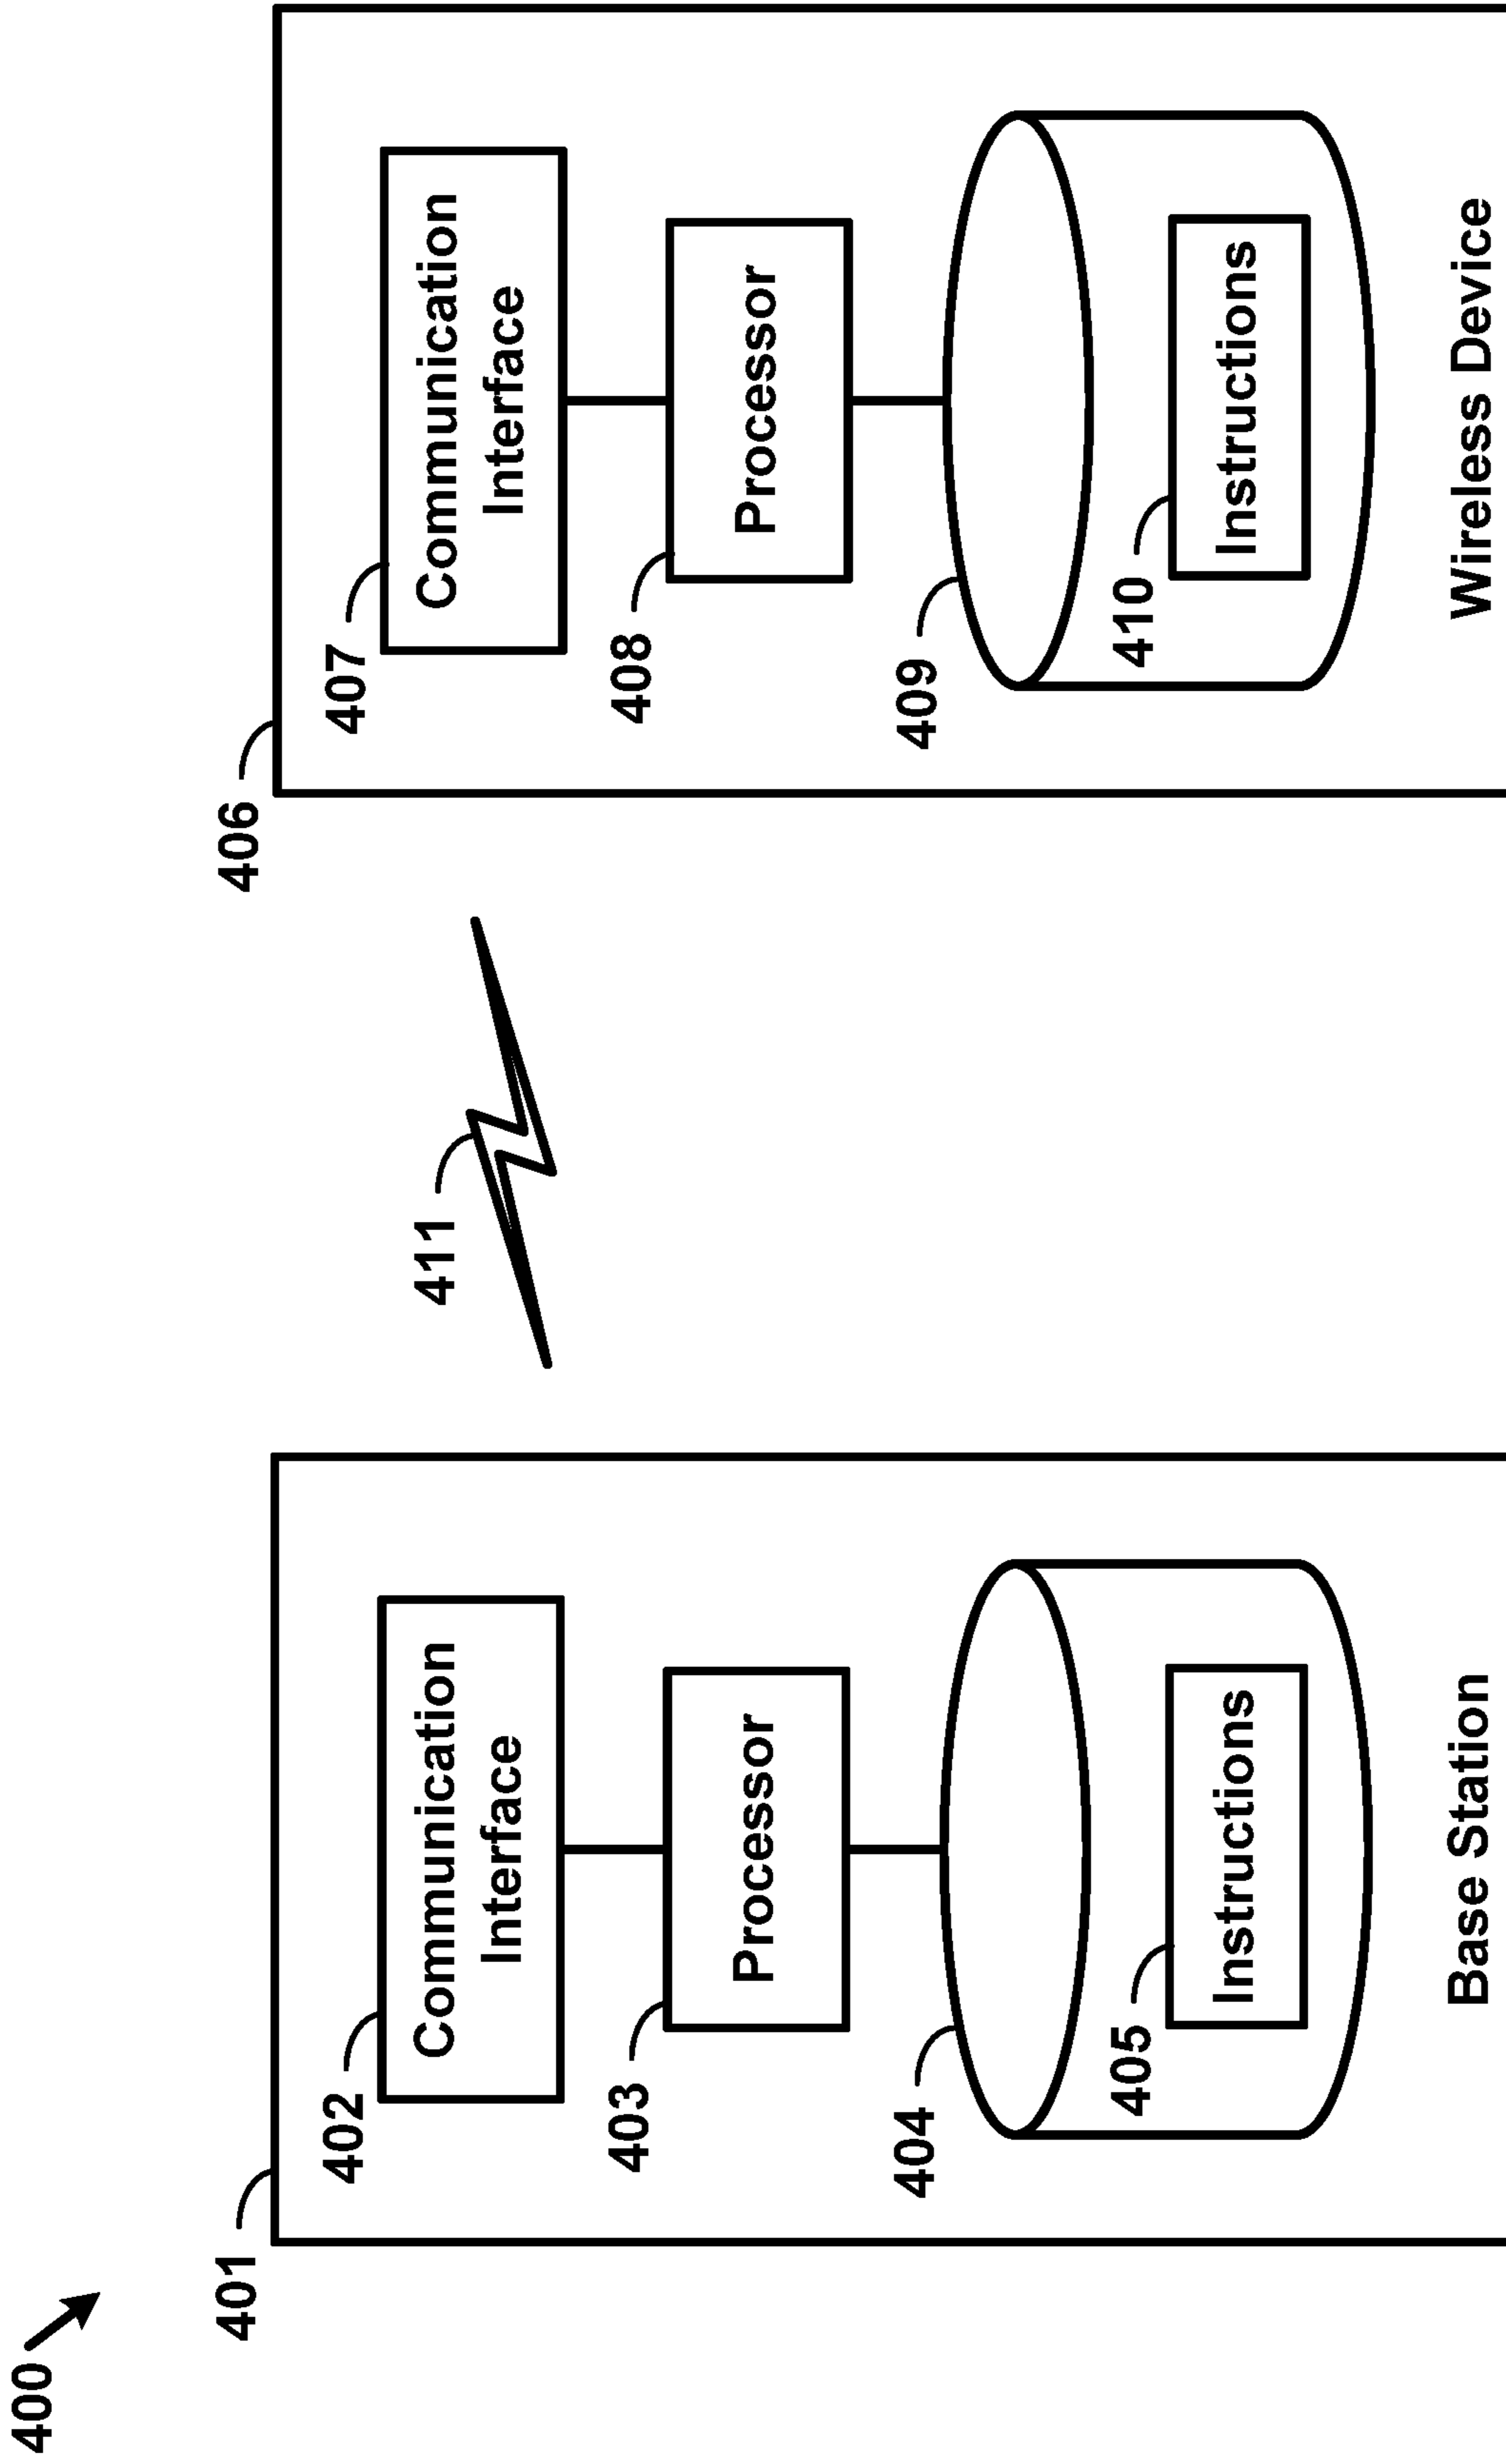 400
401
402
Communication
Interface
403
Processor
404
405
Instructions
Base Station
411
406
407
Communication
Interface
408
Processor
409
410
Instructions
Wireless Device